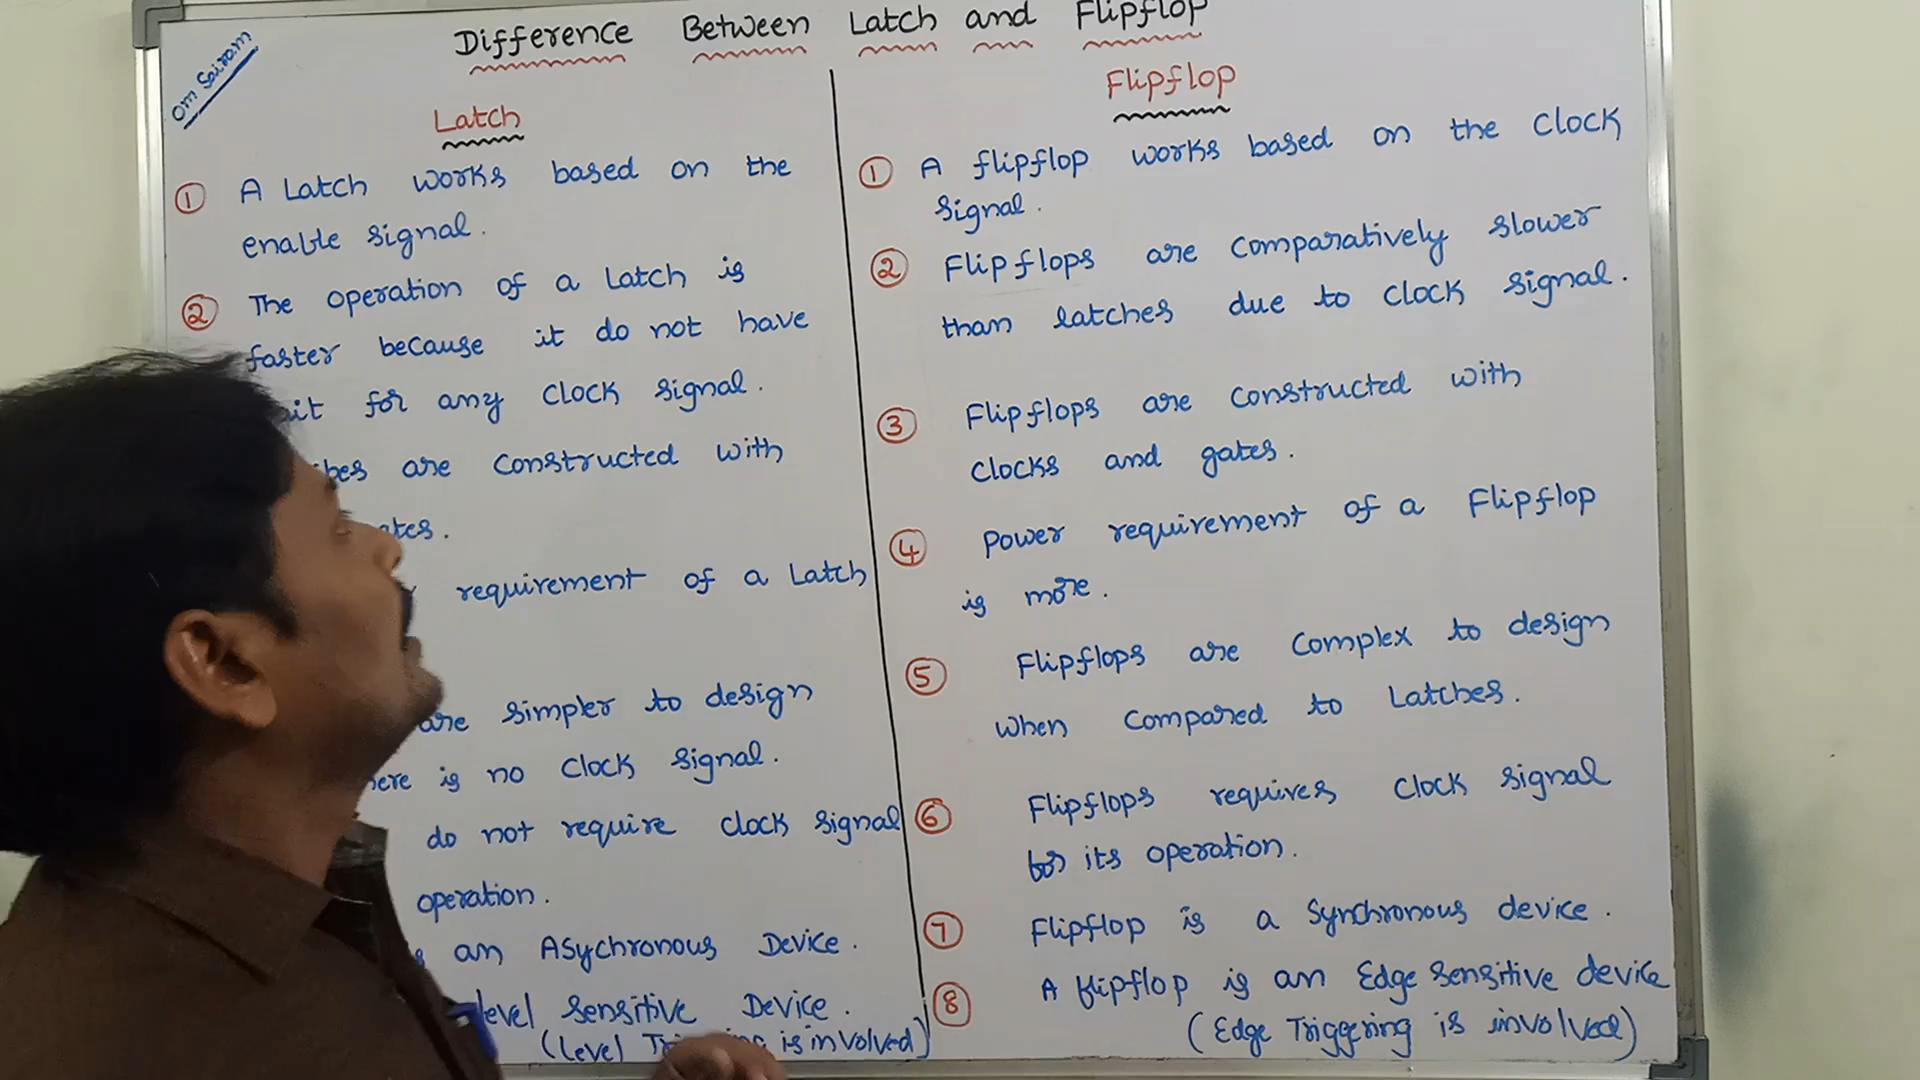 Difference Between Latch and Flipflop
Om Sairam
Latch
① A Latch works based on the
enable signal.
② The operation of a Latch is
faster because it do not have
for any clock signal.
are constructed with
requirement of a Latch
are simpler to design
is no clock signal.
do not require clock signal
operation.
an Asychronous Device.
level sensitive Device.
(Level is involved)
Flipflop
① A flipflop works based on the clock
signal.
② Flipflops are comparatively slower
than latches due to clock signal.
③ Flipflops are constructed with
clocks and gates.
④ Power requirement of a Flipflop
is more.
⑤ Flipflops are complex to design
when compared to Latches.
⑥ Flipflops requires clock signal
for its operation.
⑦ Flipflop is a synchronous device.
⑧ A flipflop is an Edge sensitive device
(Edge Triggering is involved)